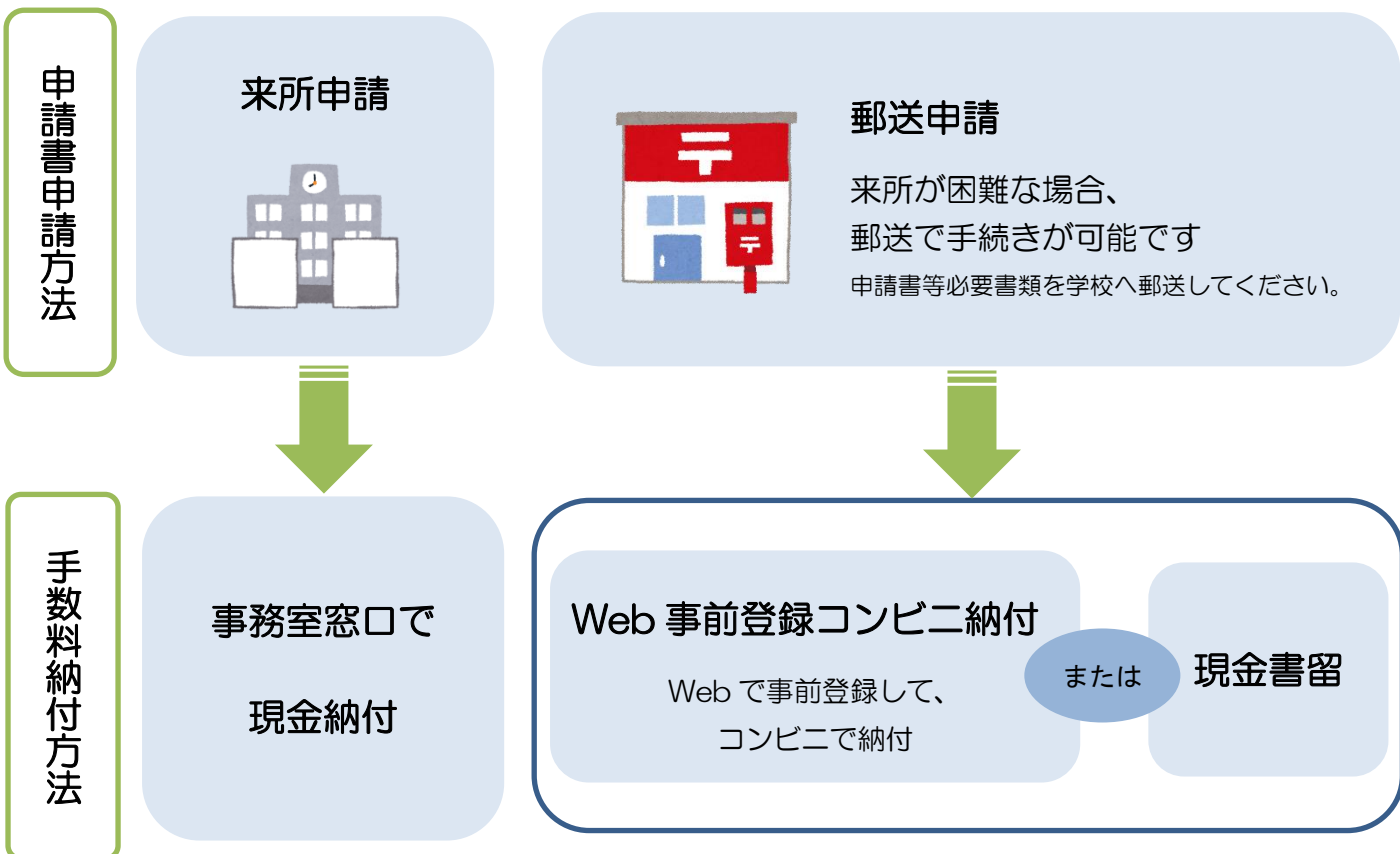 申請書申請方法
来所申請
郵送申請
来所が困難な場合、
郵送で手続きが可能です
申請書等必要書類を学校へ郵送してください。
手数料納付方法
事務室窓口で
現金納付
Web 事前登録コンビニ納付
Web で事前登録して、
コンビニで納付
または
現金書留